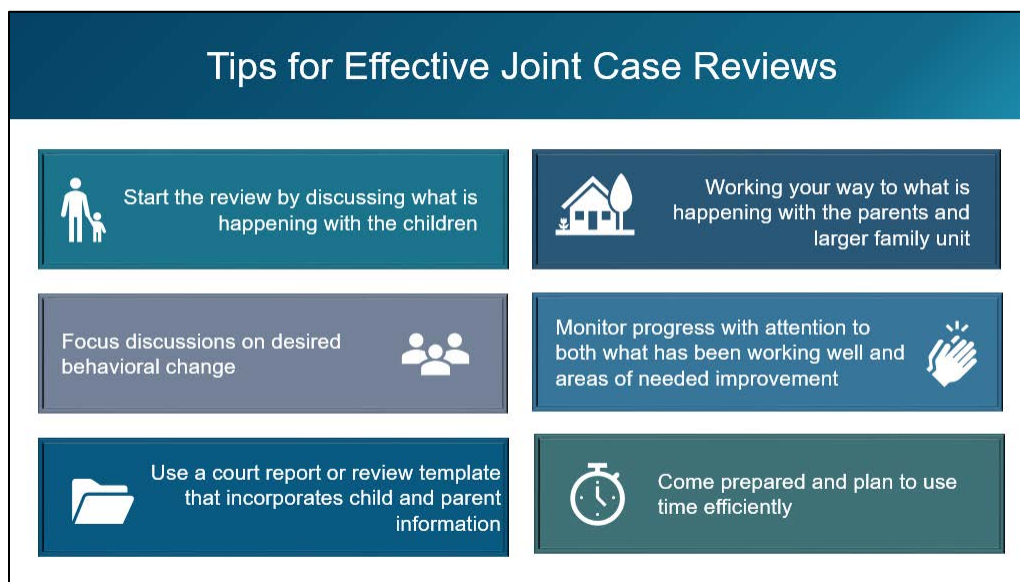 Tips for Effective Joint Case Reviews
Start the review by discussing what is
happening with the children
Working your way to what is
happening with the parents and
larger family unit
Focus discussions on desired
behavioral change
Monitor progress with attention to
both what has been working well and
areas of needed improvement
Use a court report or review template
that incorporates child and parent
information
Come prepared and plan to use
time efficiently